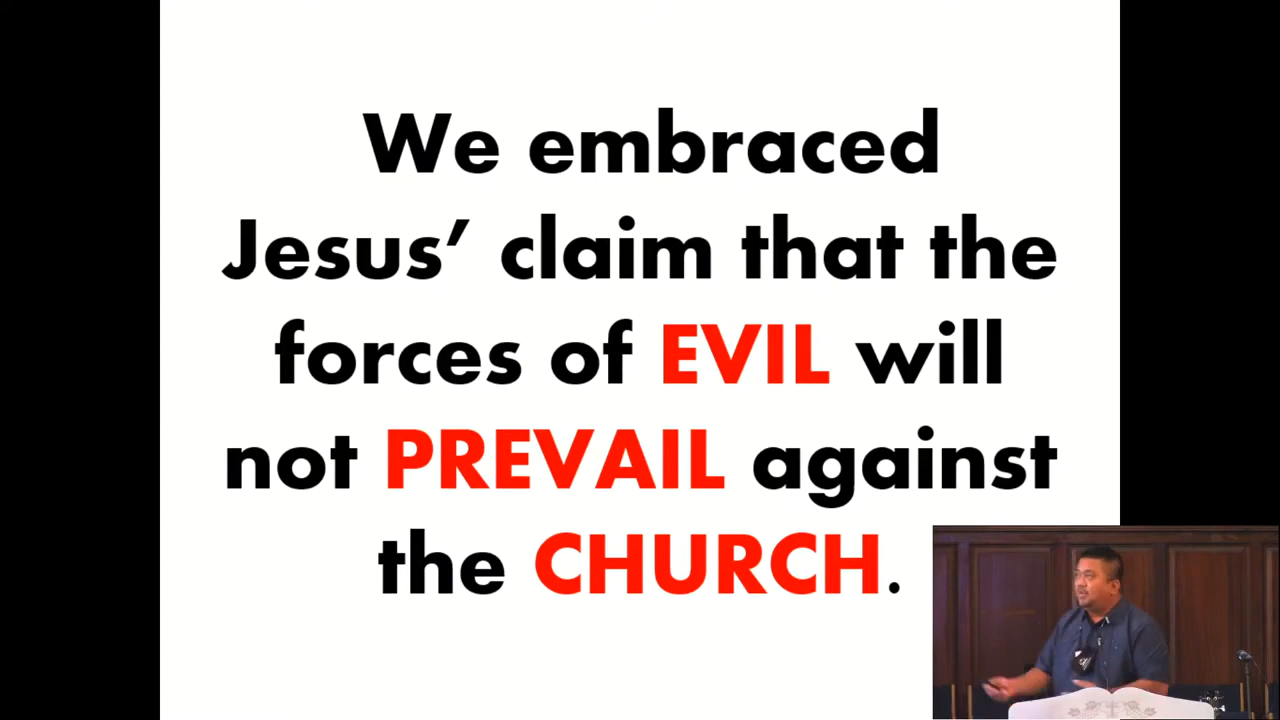 We embraced
Jesus’ claim that the
forces of EVIL will
not PREVAIL against
the CHURCH.